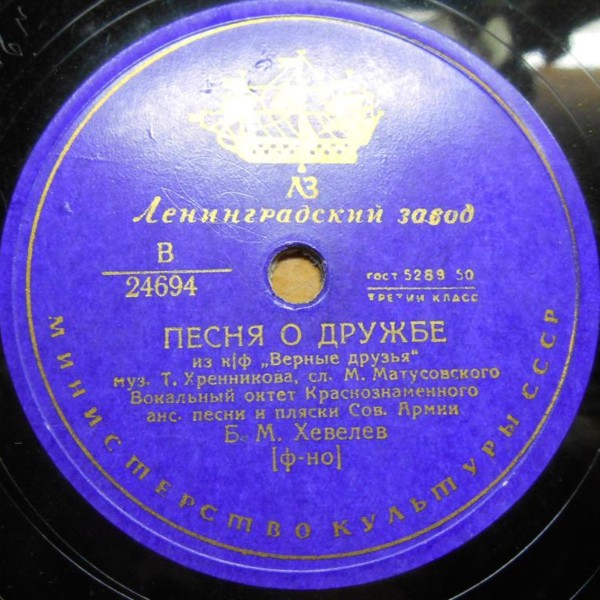 ЛЗ
Ленинградский завод
В
24694
ГОСТ 5289 50
ТРЕТИЙ КЛАСС
ПЕСНЯ О ДРУЖБЕ
из к/ф „Верные друзья“
муз. Т. Хренникова, сл. М. Матусовского
Вокальный октет Краснознаменного
анс. песни и пляски Сов. Армии
Б. М. Хевелев
[ф-но]
МИНИСТЕРСТВО КУЛЬТУРЫ СССР